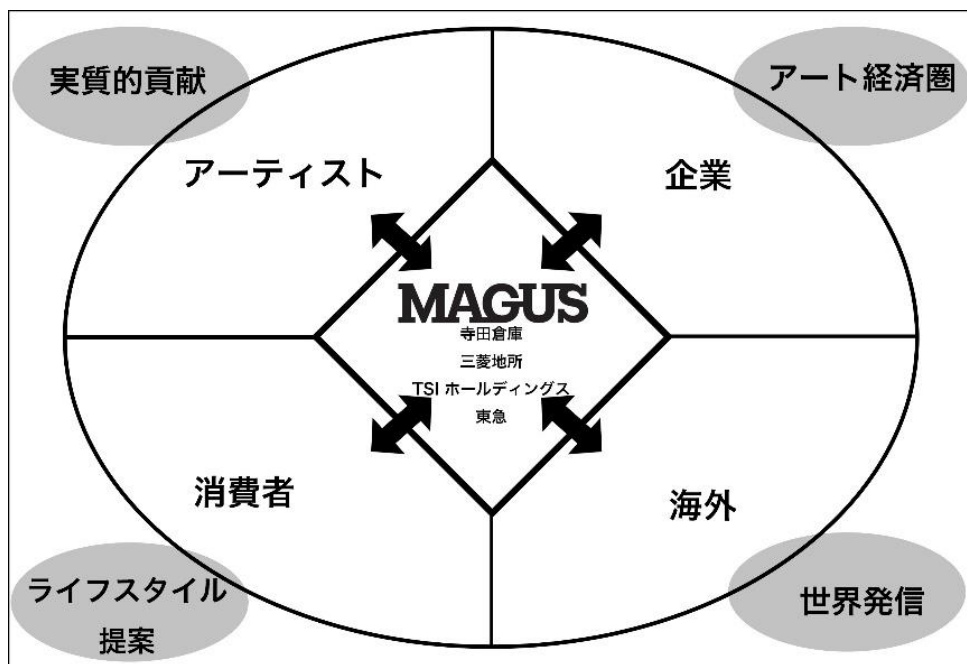 実質的貢献
アート経済圏
アーティスト
企業
MAGUS
寺田倉庫
三菱地所
TSI ホールディングス
東急
消費者
海外
ライフスタイル
提案
世界発信